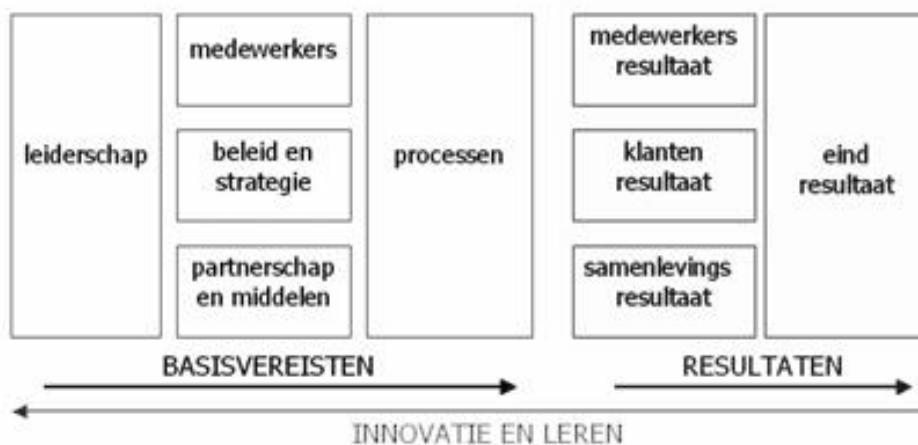 leiderschap
medewerkers
beleid en
strategie
partnerschap
en middelen
processen
medewerkers
resultaat
klanten
resultaat
samenlevings
resultaat
eind
resultaat
BASISVEREISTEN
RESULTATEN
INNOVATIE EN LEREN